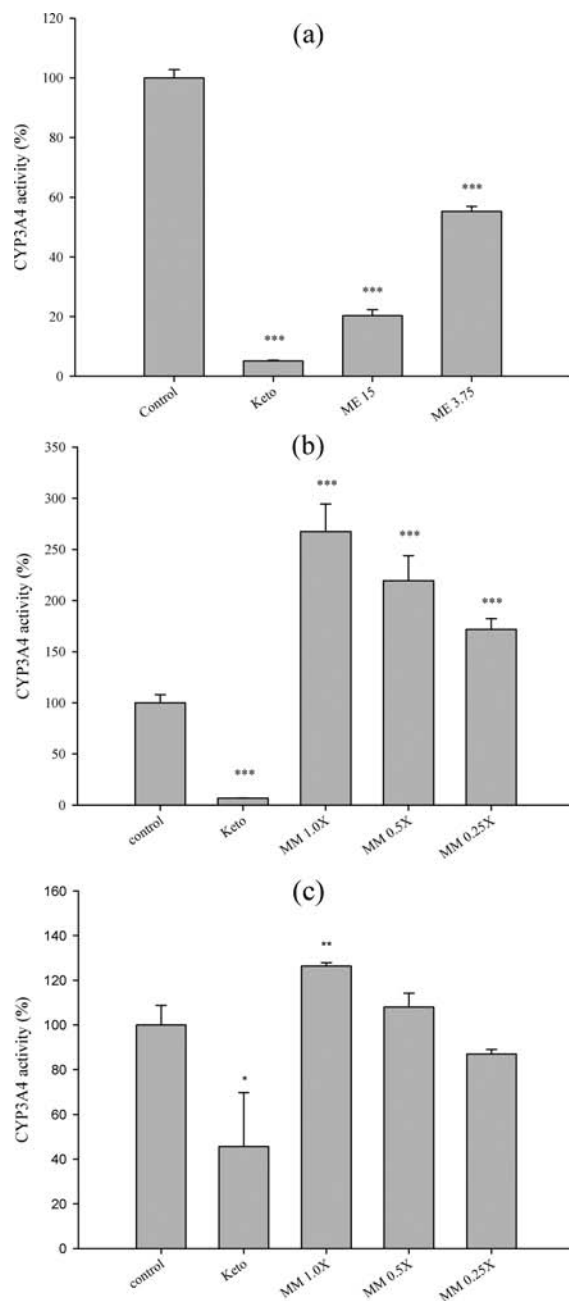 (a)
CYP3A4 activity (%)
120
100
80
60
40
20
0
***
***
***
Control
Keto
ME 15
ME 3.75
(b)
CYP3A4 activity (%)
350
300
250
200
150
100
50
0
***
***
***
***
control
Keto
MM 1.0X
MM 0.5X
MM 0.25X
(c)
CYP3A4 activity (%)
160
140
120
100
80
60
40
20
0
*
**
control
Keto
MM 1.0X
MM 0.5X
MM 0.25X